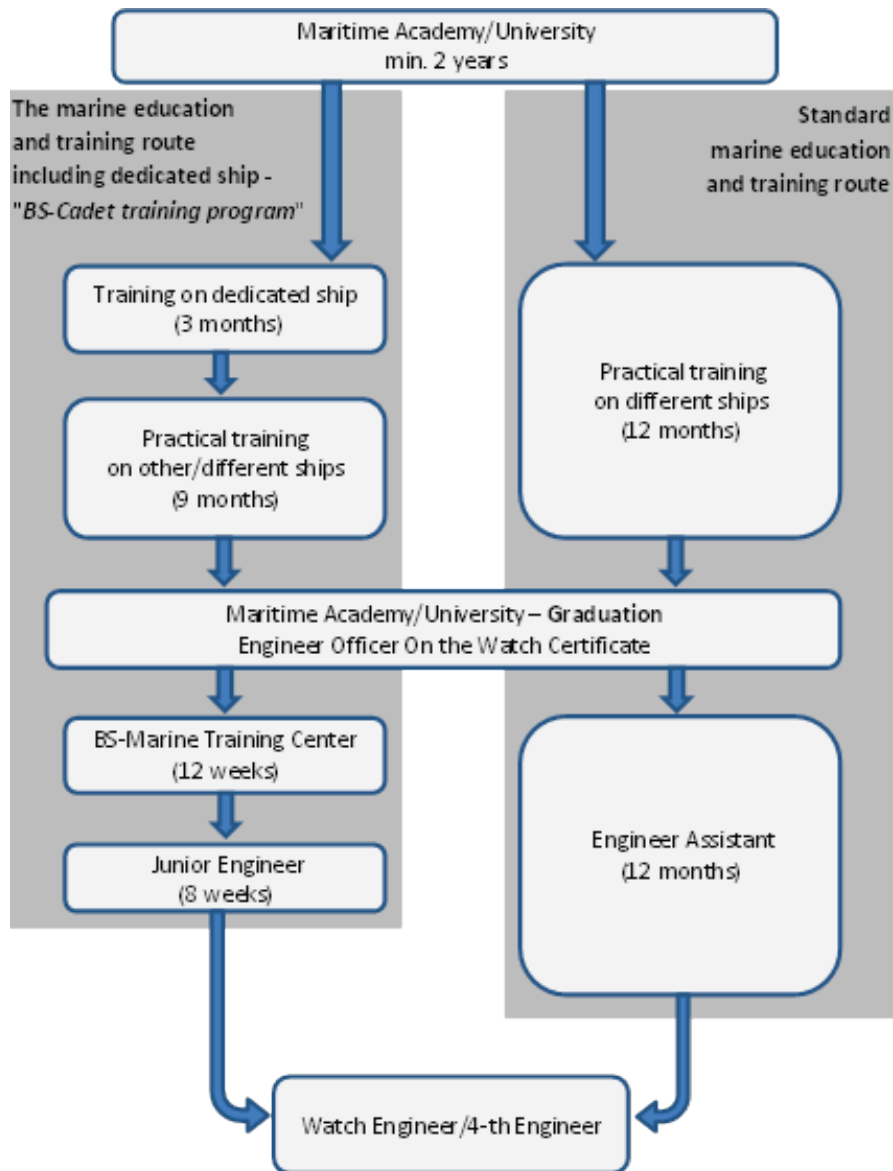 Maritime Academy/University
min. 2 years
The marine education
and training route
including dedicated ship -
"BS-Cadet training program"
Standard
marine education
and training route
Training on dedicated ship
(3 months)
Practical training
on other/different ships
(9 months)
Practical training
on different ships
(12 months)
Maritime Academy/University – Graduation
Engineer Officer On the Watch Certificate
BS-Marine Training Center
(12 weeks)
Junior Engineer
(8 weeks)
Engineer Assistant
(12 months)
Watch Engineer/4-th Engineer